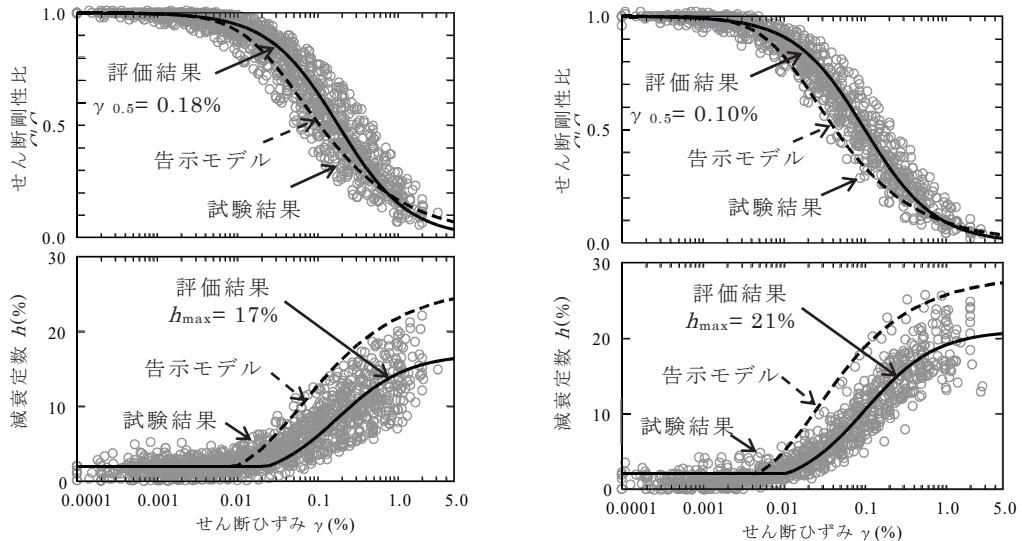 1.0
0.5
0.0
せん断剛性比
評価結果
γ 0.5= 0.18%
告示モデル
試験結果
30
20
10
0
減衰定数 h(%)
評価結果
hmax= 17%
告示モデル
試験結果
0.0001 0.001 0.01 0.1 1.0 5.0
せん断ひずみ γ (%)
1.0
0.5
0.0
せん断剛性比
評価結果
γ 0.5= 0.10%
告示モデル
試験結果
30
20
10
0
減衰定数 h(%)
評価結果
hmax= 21%
告示モデル
試験結果
0.0001 0.001 0.01 0.1 1.0 5.0
せん断ひずみ γ (%)